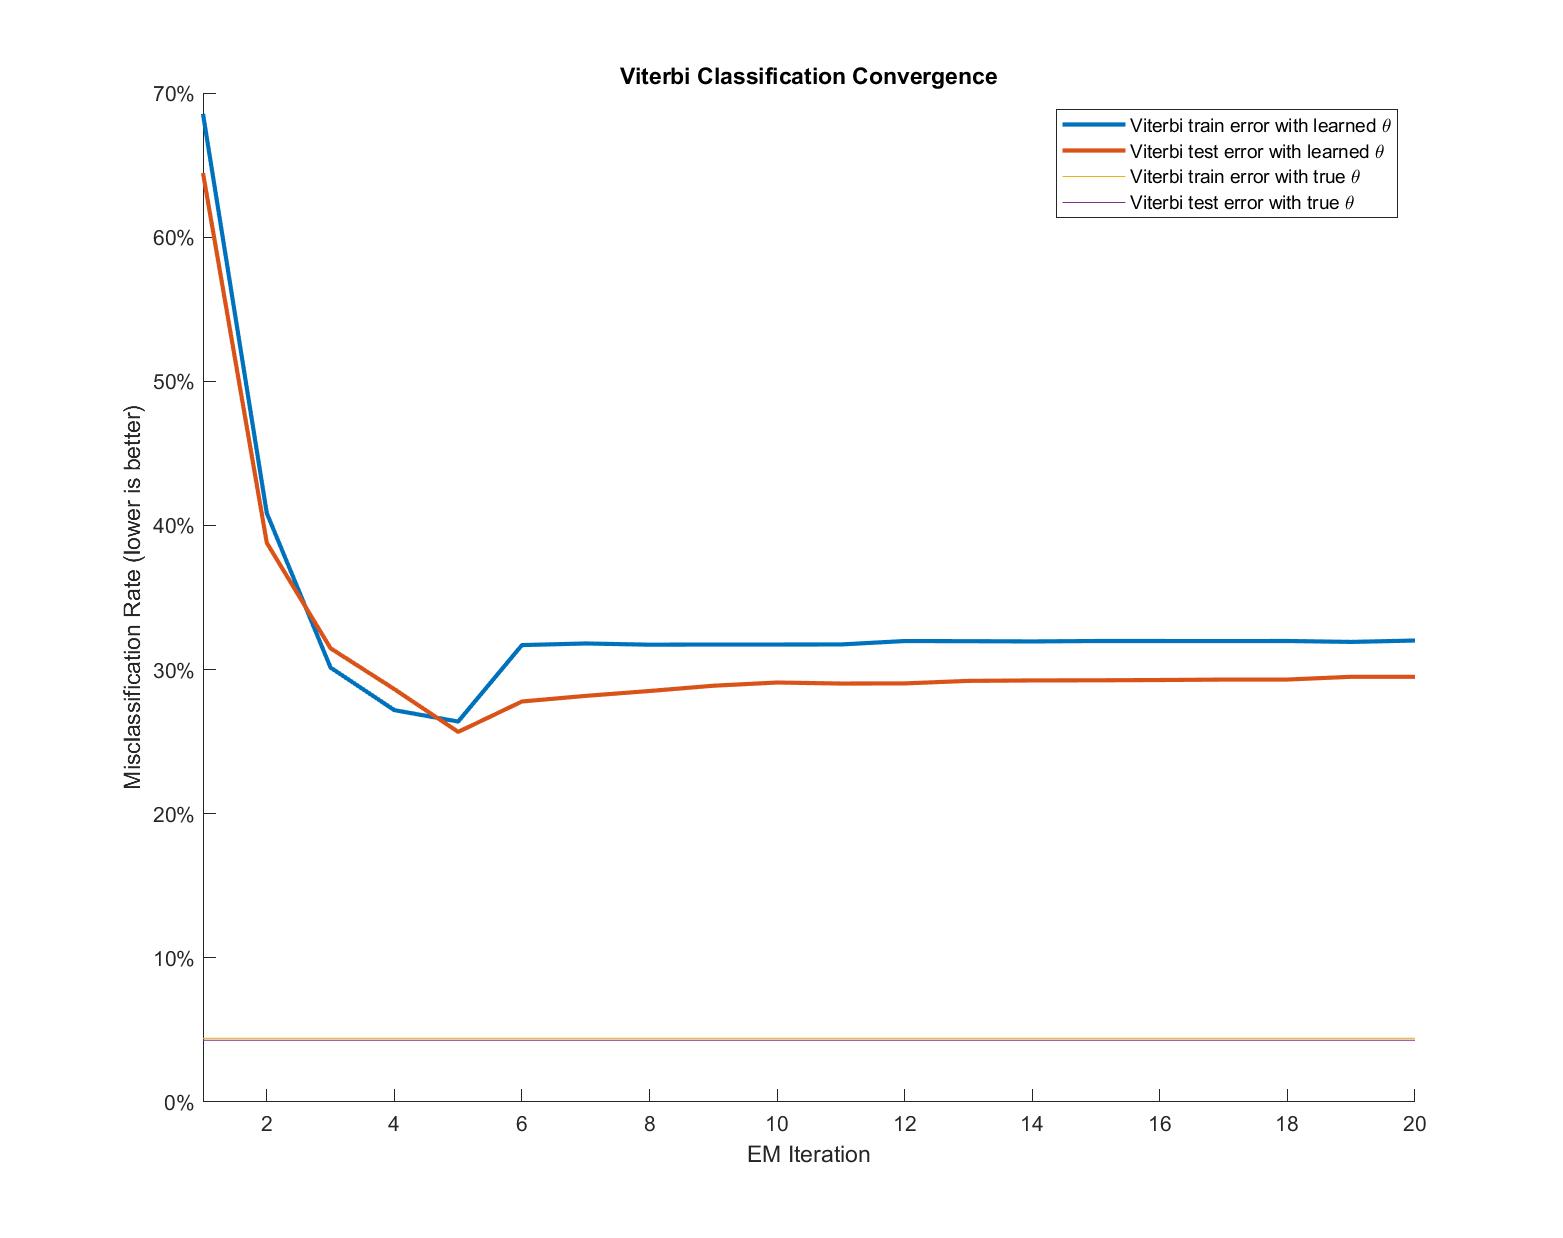 Viterbi Classification Convergence
70%
60%
50%
40%
30%
20%
10%
0%
Misclassification Rate (lower is better)
Viterbi train error with learned θ
Viterbi test error with learned θ
Viterbi train error with true θ
Viterbi test error with true θ
2 4 6 8 10 12 14 16 18 20
EM Iteration